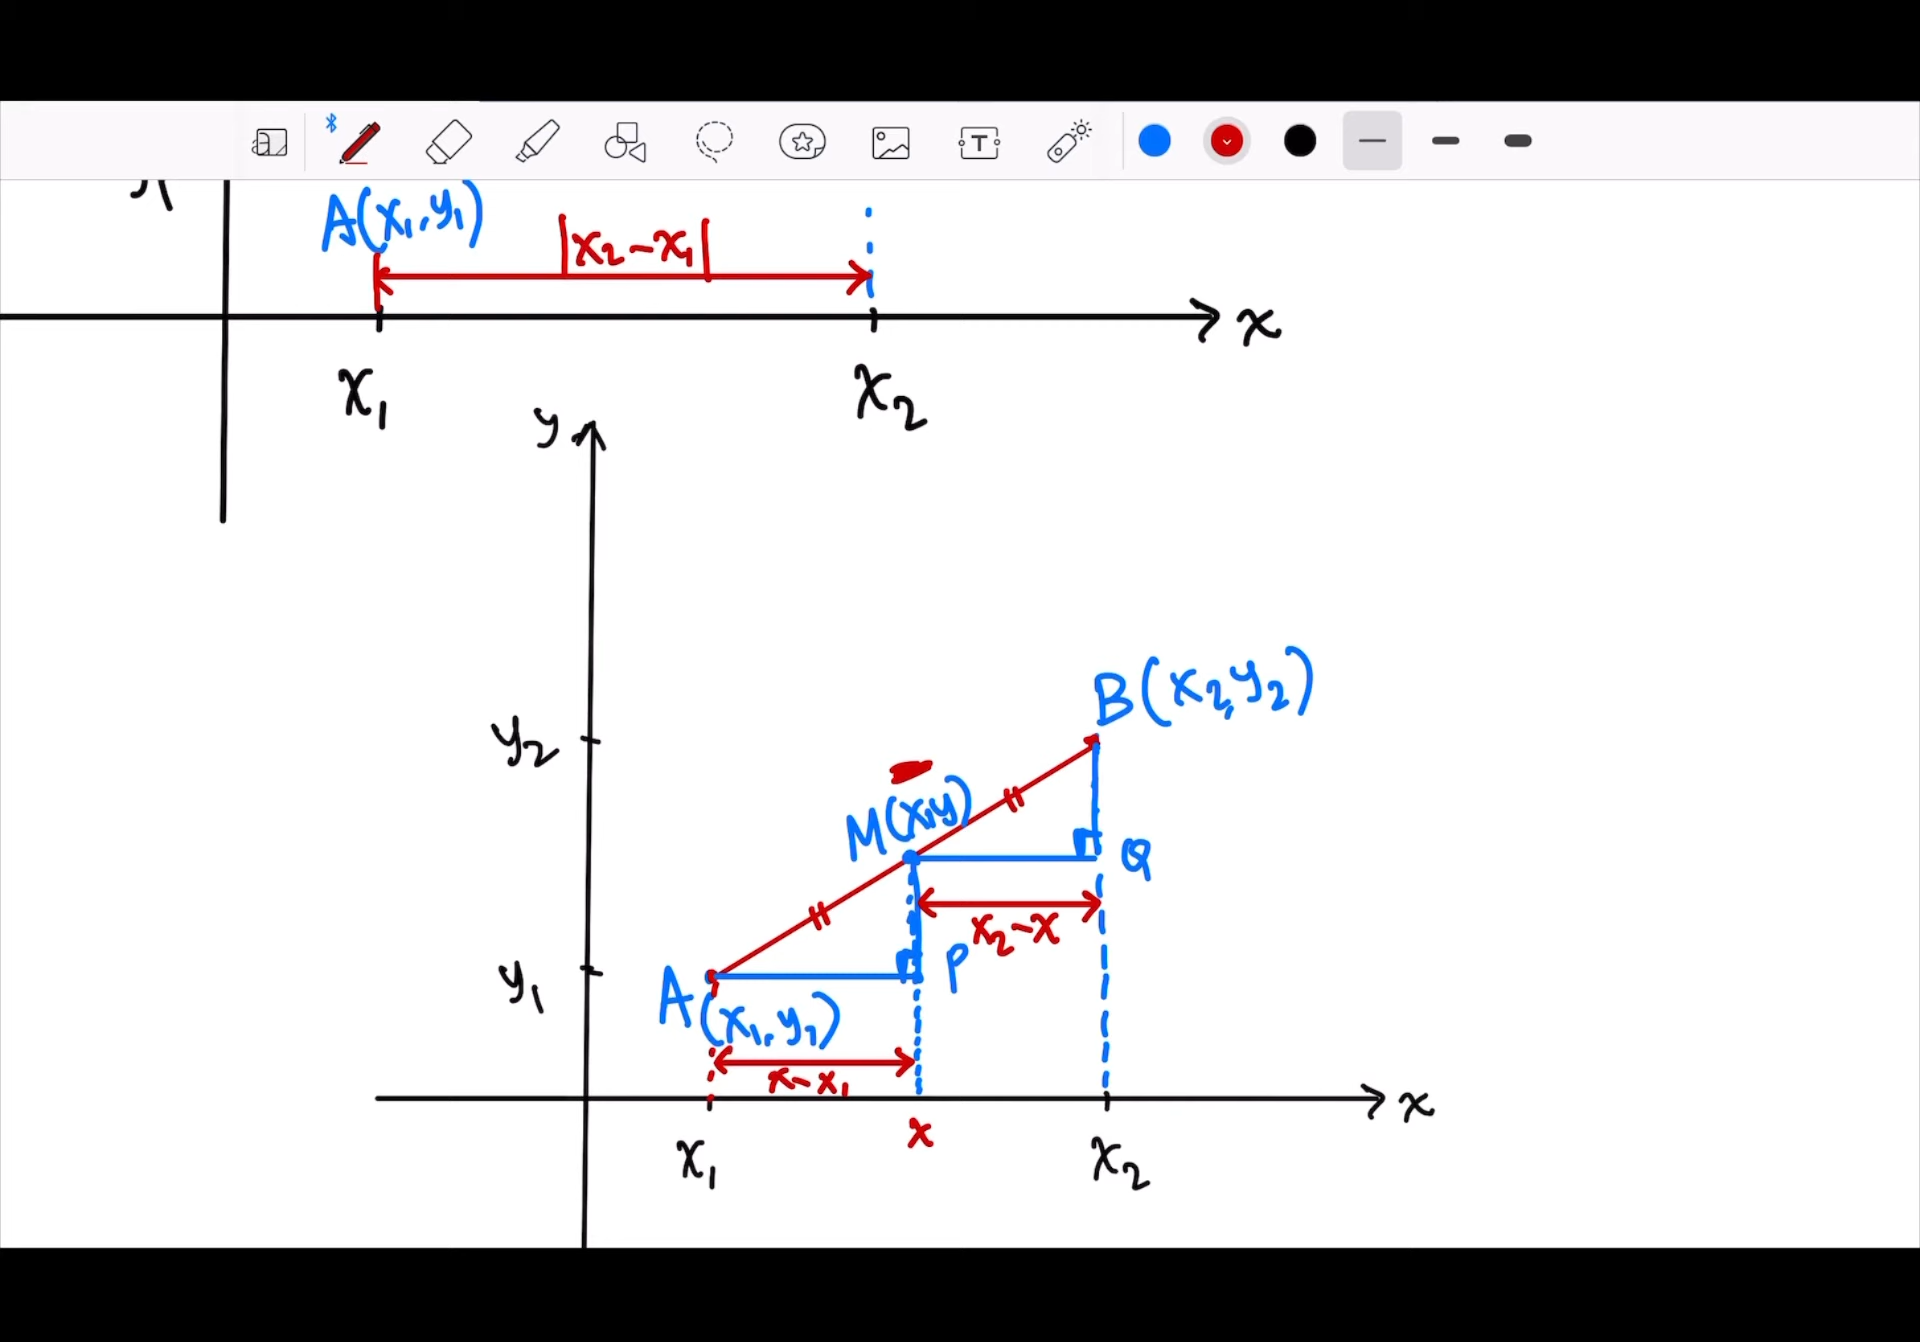 A(x₁,y₁)
|x₂-x₁|
x
x₁
x₂
y
B(x₂,y₂)
y₂
M(x,y)
Q
x₂-x
P
y₁
A
(x₁,y₁)
x-x₁
x
x
x₁
x₂